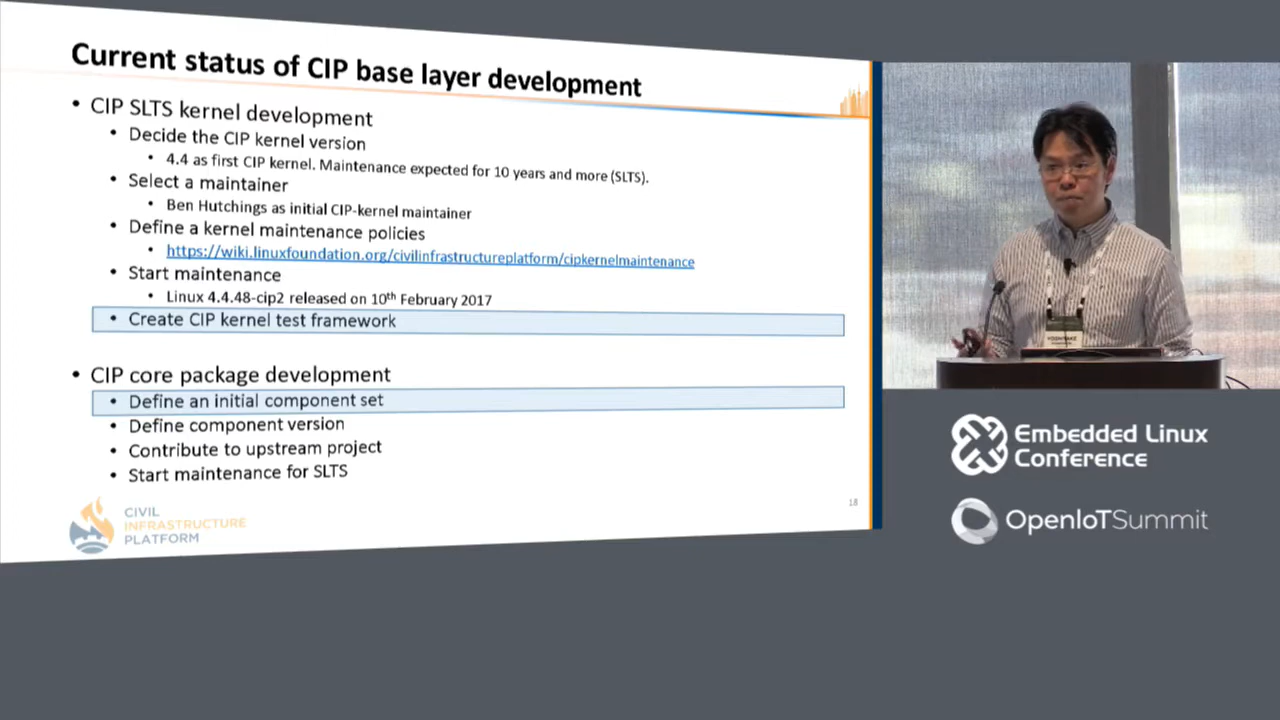 Current status of CIP base layer development
• CIP SLTS kernel development
• Decide the CIP kernel version
• 4.4 as first CIP kernel. Maintenance expected for 10 years and more (SLTS).
• Select a maintainer
• Ben Hutchings as initial CIP-kernel maintainer
• Define a kernel maintenance policies
• https://wiki.linuxfoundation.org/civilinfrastructureplatform/cipkernelmaintenance
• Start maintenance
• Linux 4.4.48-cip2 released on 10th February 2017
• Create CIP kernel test framework
• CIP core package development
• Define an initial component set
• Define component version
• Contribute to upstream project
• Start maintenance for SLTS
18
CIVIL
INFRASTRUCTURE
PLATFORM
YOSHITAKE
Embedded Linux
Conference
OpenIoTSummit